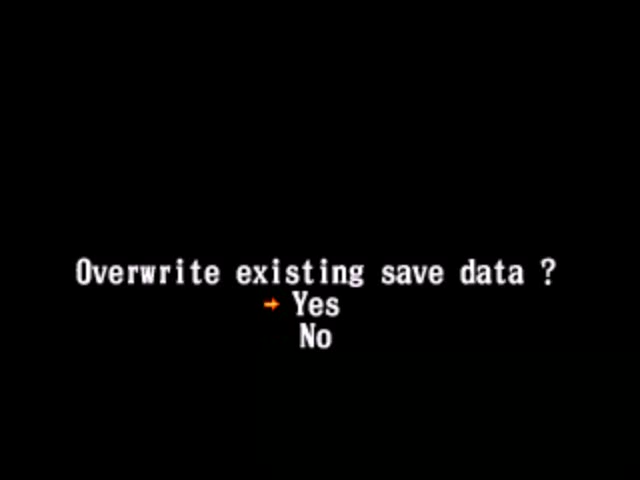 Overwrite existing save data ?
Yes
No